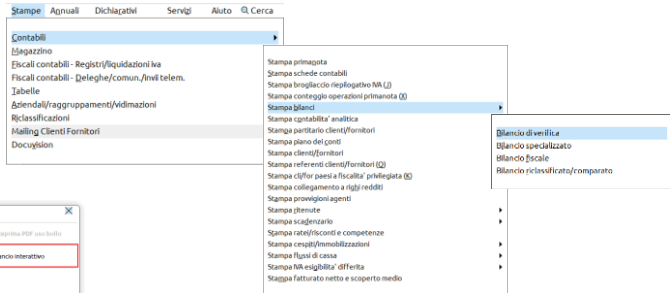 Stampe Annuali Dichiarativi Servizi Aiuto Cerca
Contabili
Magazzino
Fiscali contabili - Registri/liquidazioni iva
Fiscali contabili - Deleghe/comun./invii telem.
Tabelle
Aziendali/raggruppamenti/vidimazioni
Riclassificazioni
Mailing Clienti Fornitori
Docuvision
Stampa primanota
Stampa schede contabili
Stampa brogliaccio riepilogativo IVA (J)
Stampa conteggio operazioni primanota (X)
Stampa bilanci
Stampa contabilita' analitica
Stampa partitario clienti/fornitori
Stampa piano dei conti
Stampa clienti/fornitori
Stampa referenti clienti/fornitori (Q)
Stampa cli/for paesi a fiscalita' privilegiata (K)
Stampa collegamento a righi redditi
Stampa provvigioni agenti
Stampa ritenute
Stampa scadenzario
Stampa ratei/risconti e competenze
Stampa cespiti/immobilizzazioni
Stampa flussi di cassa
Stampa IVA esigibilita' differita
Stampa fatturato netto e scoperto medio
Bilancio di verifica
Bilancio specializzato
Bilancio fiscale
Bilancio riclassificato/comparato
PDF uso bollo
ncio interattivo